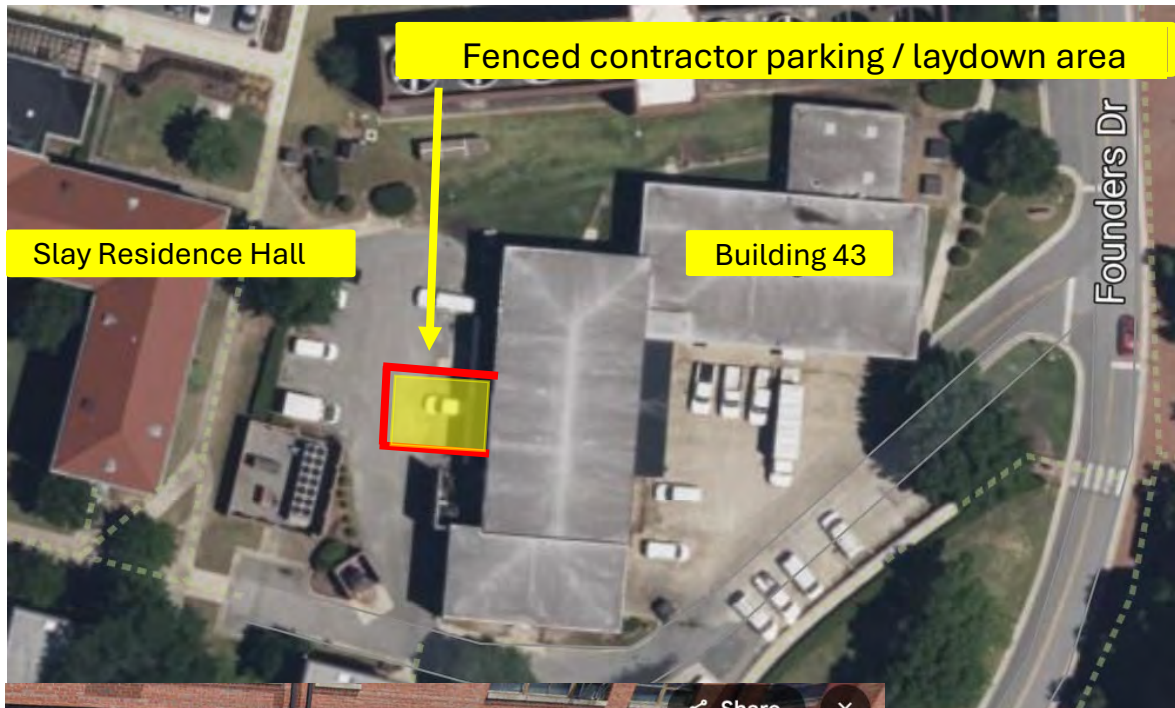 Fenced contractor parking / laydown area
Founders Dr
Slay Residence Hall
Building 43
Share